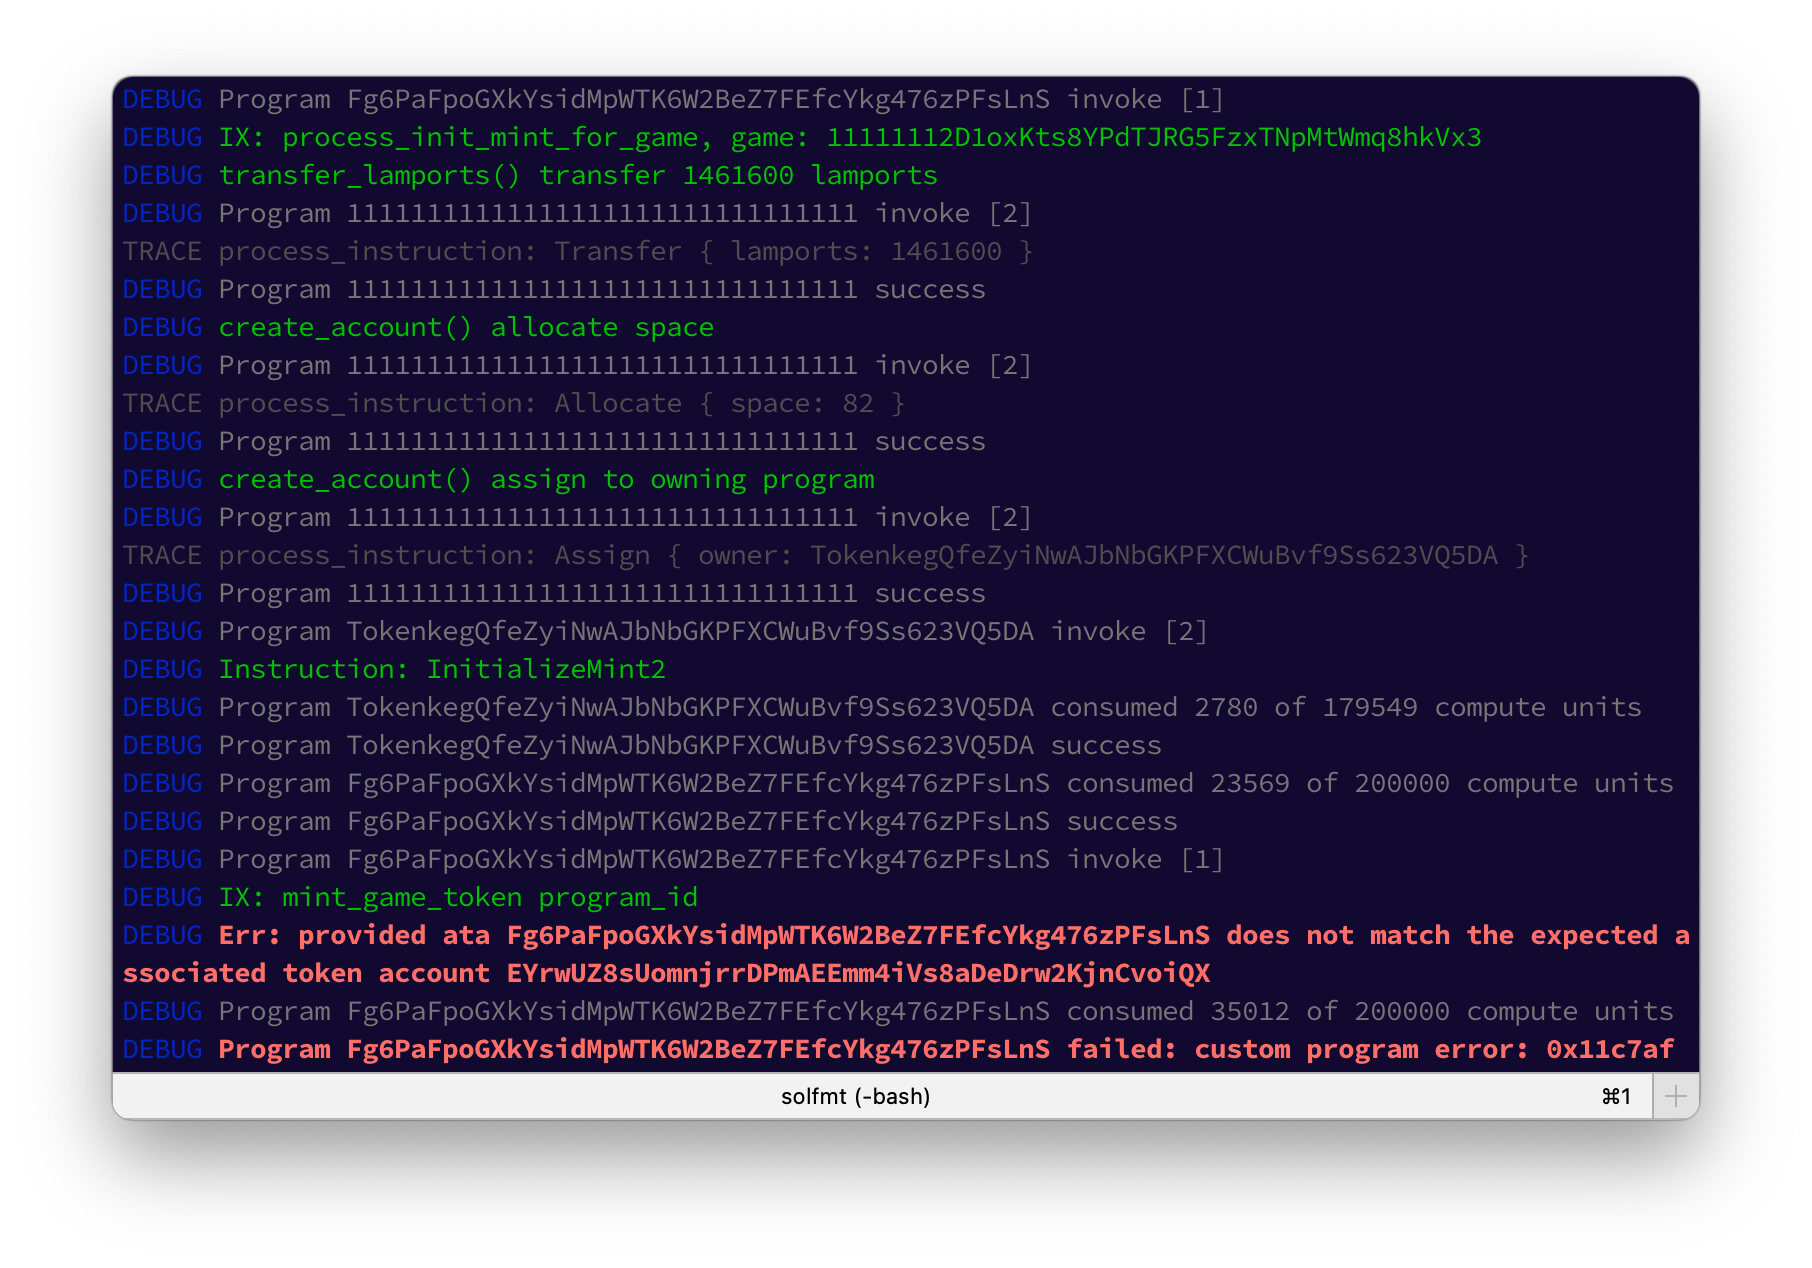 DEBUG Program Fg6PaFpoGXkYsidMpWTK6W2BeZ7FEfcYkg476zPFsLnS invoke [1]
DEBUG IX: process_init_mint_for_game, game: 11111112D1oxKts8YPdTJRG5FzxTNpMtWmq8hkVx3
DEBUG transfer_lamports() transfer 1461600 lamports
DEBUG Program 11111111111111111111111111111111 invoke [2]
TRACE process_instruction: Transfer { lamports: 1461600 }
DEBUG Program 11111111111111111111111111111111 success
DEBUG create_account() allocate space
DEBUG Program 11111111111111111111111111111111 invoke [2]
TRACE process_instruction: Allocate { space: 82 }
DEBUG Program 11111111111111111111111111111111 success
DEBUG create_account() assign to owning program
DEBUG Program 11111111111111111111111111111111 invoke [2]
TRACE process_instruction: Assign { owner: TokenkegQfeZyiNwAJbNbGKPFXCWuBvf9Ss623VQ5DA }
DEBUG Program 11111111111111111111111111111111 success
DEBUG Program TokenkegQfeZyiNwAJbNbGKPFXCWuBvf9Ss623VQ5DA invoke [2]
DEBUG Instruction: InitializeMint2
DEBUG Program TokenkegQfeZyiNwAJbNbGKPFXCWuBvf9Ss623VQ5DA consumed 2780 of 179549 compute units
DEBUG Program TokenkegQfeZyiNwAJbNbGKPFXCWuBvf9Ss623VQ5DA success
DEBUG Program Fg6PaFpoGXkYsidMpWTK6W2BeZ7FEfcYkg476zPFsLnS consumed 23569 of 200000 compute units
DEBUG Program Fg6PaFpoGXkYsidMpWTK6W2BeZ7FEfcYkg476zPFsLnS success
DEBUG Program Fg6PaFpoGXkYsidMpWTK6W2BeZ7FEfcYkg476zPFsLnS invoke [1]
DEBUG IX: mint_game_token program_id
DEBUG Err: provided ata Fg6PaFpoGXkYsidMpWTK6W2BeZ7FEfcYkg476zPFsLnS does not match the expected a
ssociated token account EYrwUZ8sUomnjrrDPmAEEmm4iVs8aDeDrw2KjnCvoiQX
DEBUG Program Fg6PaFpoGXkYsidMpWTK6W2BeZ7FEfcYkg476zPFsLnS consumed 35012 of 200000 compute units
DEBUG Program Fg6PaFpoGXkYsidMpWTK6W2BeZ7FEfcYkg476zPFsLnS failed: custom program error: 0x11c7af
solfmt (-bash) ⌘1 +